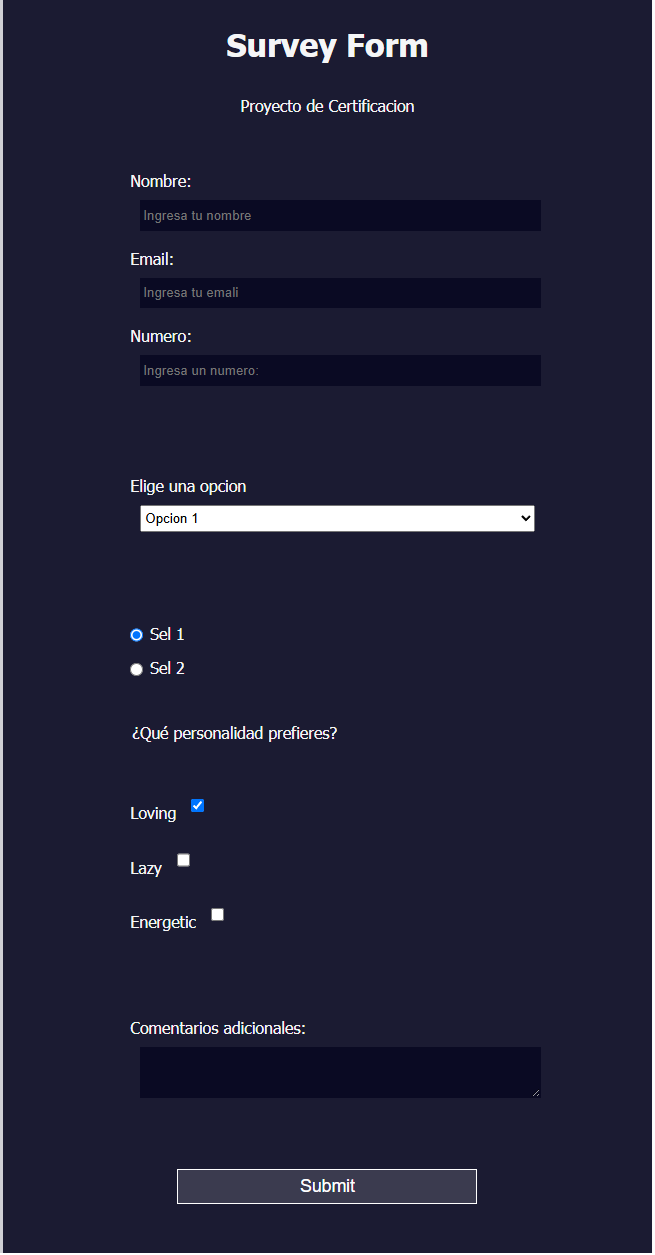 Survey Form
Proyecto de Certificacion
Nombre:
Ingresa tu nombre
Email:
Ingresa tu emali
Numero:
Ingresa un numero:
Elige una opcion
Opcion 1
Sel 1
Sel 2
¿Qué personalidad prefieres?
Loving
Lazy
Energetic
Comentarios adicionales:
Submit